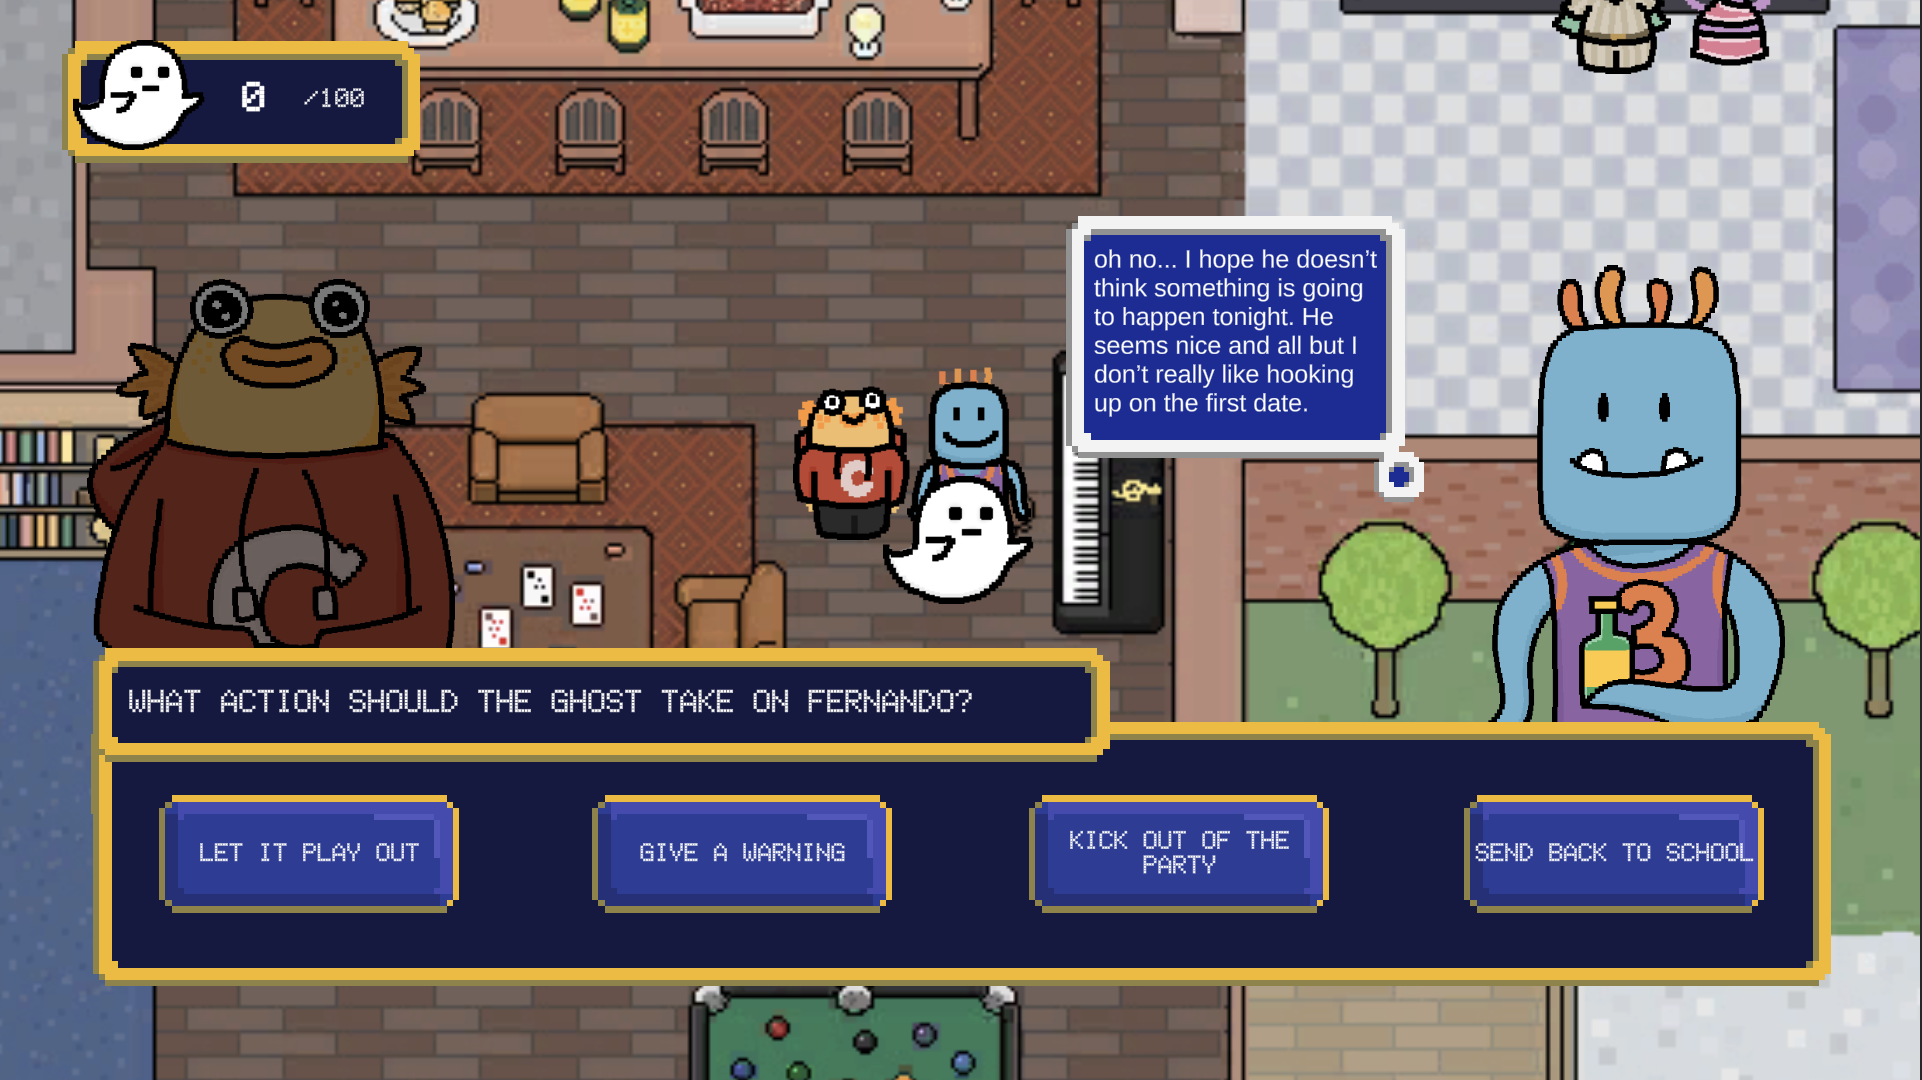 0 /100
oh no... I hope he doesn't
think something is going
to happen tonight. He
seems nice and all but I
don't really like hooking
up on the first date.
C
C
3
WHAT ACTION SHOULD THE GHOST TAKE ON FERNANDO?
LET IT PLAY OUT
GIVE A WARNING
KICK OUT OF THE
PARTY
SEND BACK TO SCHOOL